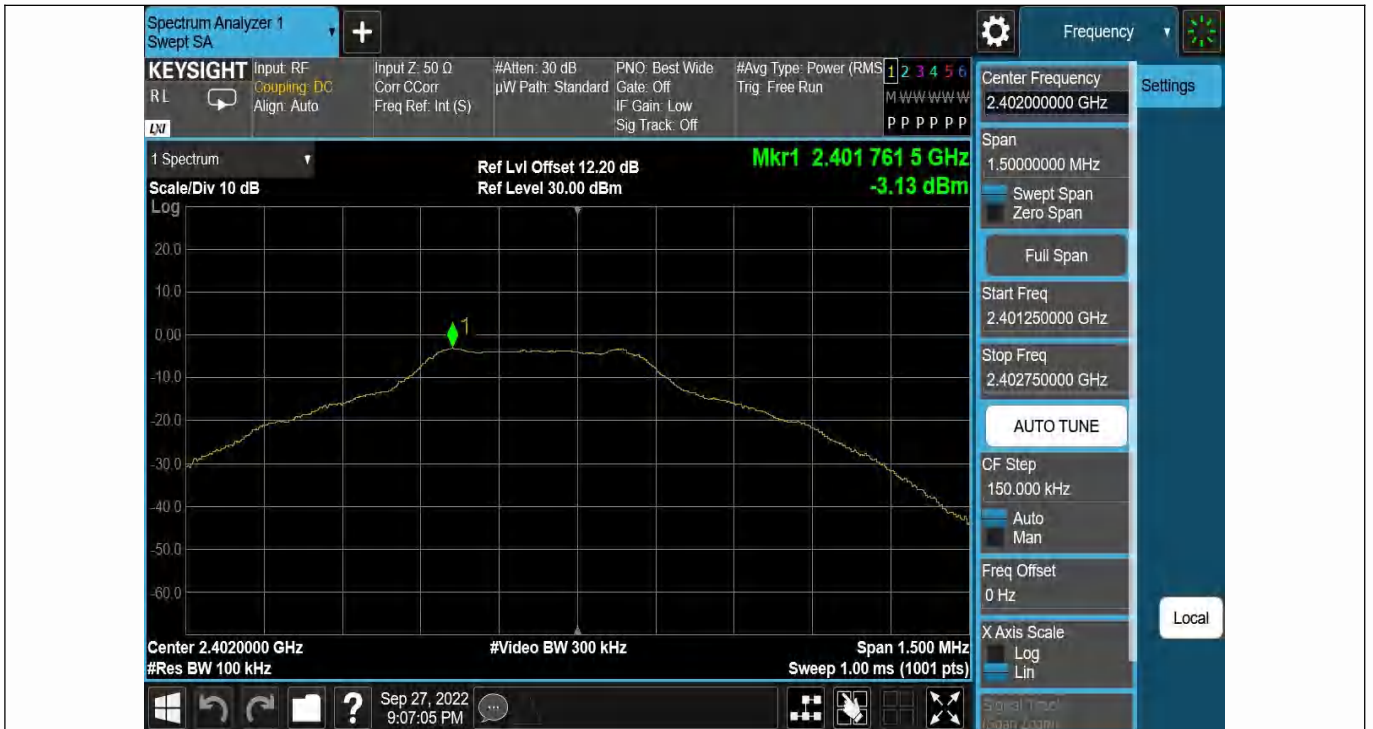 Spectrum Analyzer 1
Swept SA
+
Frequency
KEYSIGHT
R L
LXI
Input: RF
Coupling: DC
Align: Auto
Input Z: 50 Ω
Corr CCorr
Freq Ref: Int (S)
#Atten: 30 dB
µW Path: Standard
PNO: Best Wide
Gate: Off
IF Gain: Low
Sig Track: Off
#Avg Type: Power (RMS
Trig: Free Run
1 2 3 4 5 6
M W W W W W
P P P P P P
1 Spectrum
Scale/Div 10 dB
Log
Ref Lvl Offset 12.20 dB
Ref Level 30.00 dBm
Mkr1 2.401 761 5 GHz
-3.13 dBm
20.0
10.0
0.00
-10.0
-20.0
-30.0
-40.0
-50.0
-60.0
1
Center 2.4020000 GHz
#Res BW 100 kHz
#Video BW 300 kHz
Span 1.500 MHz
Sweep 1.00 ms (1001 pts)
Center Frequency
2.402000000 GHz
Span
1.50000000 MHz
Swept Span
Zero Span
Full Span
Start Freq
2.401250000 GHz
Stop Freq
2.402750000 GHz
AUTO TUNE
CF Step
150.000 kHz
Auto
Man
Freq Offset
0 Hz
X Axis Scale
Log
Lin
Signal Track
(Span Zoom)
Settings
Local
?
Sep 27, 2022
9:07:05 PM